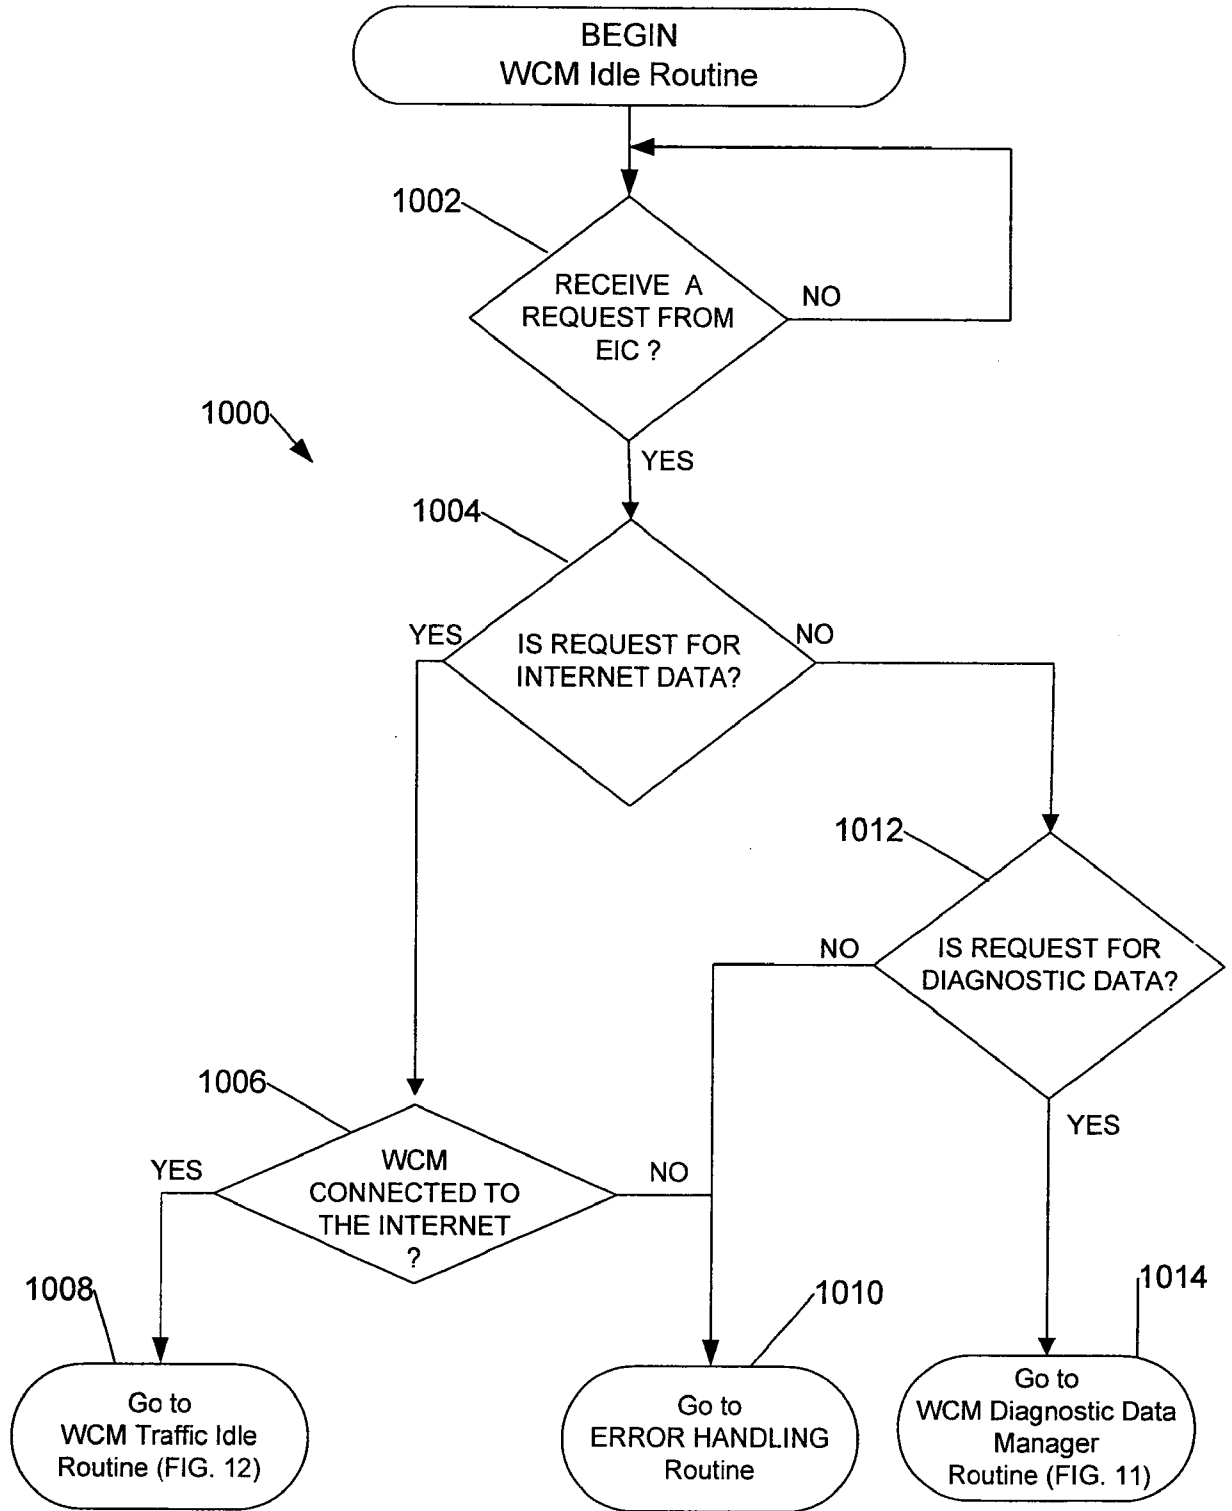 BEGIN
WCM Idle Routine
1002
RECEIVE A
REQUEST FROM
EIC ?
NO
1000
YES
1004
YES
IS REQUEST FOR
INTERNET DATA?
NO
1012
NO
IS REQUEST FOR
DIAGNOSTIC DATA?
YES
1006
YES
WCM
CONNECTED TO
THE INTERNET
?
NO
1008
Go to
WCM Traffic Idle
Routine (FIG. 12)
1010
Go to
ERROR HANDLING
Routine
1014
Go to
WCM Diagnostic Data
Manager
Routine (FIG. 11)